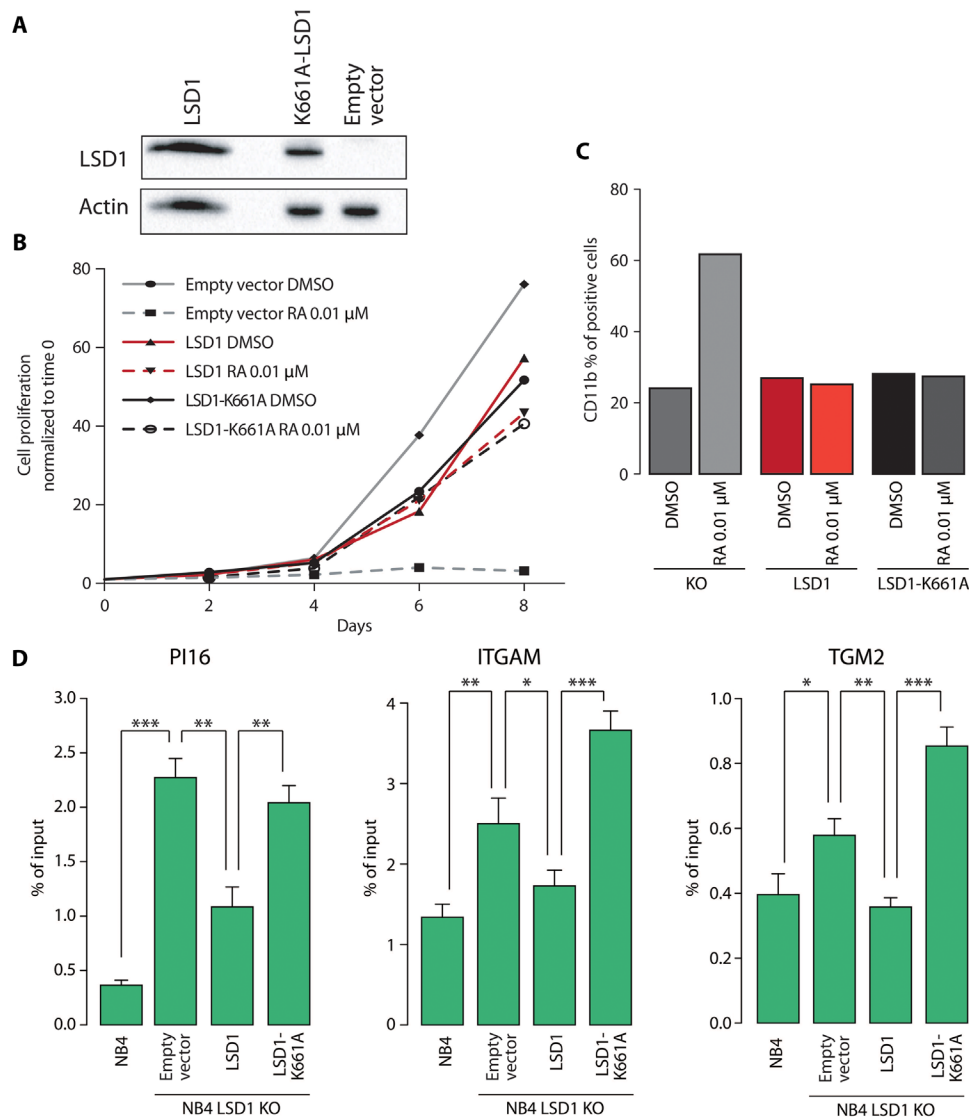 A
LSD1
K661A-LSD1
Empty
vector
LSD1
Actin
B
80
60
40
20
0
Cell proliferation
normalized to time 0
Empty vector DMSO
Empty vector RA 0.01 µM
LSD1 DMSO
LSD1 RA 0.01 µM
LSD1-K661A DMSO
LSD1-K661A RA 0.01 µM
0 2 4 6 8
Days
C
80
60
40
20
0
CD11b % of positive cells
DMSO
RA 0.01 µM
DMSO
RA 0.01 µM
DMSO
RA 0.01 µM
KO LSD1 LSD1-K661A
D
PI16
3.0
2.5
2.0
1.5
1.0
0.5
0.0
% of input
*** ** **
NB4
Empty
vector
LSD1
LSD1-
K661A
NB4 LSD1 KO
ITGAM
4
3
2
1
0
% of input
** * ***
NB4
Empty
vector
LSD1
LSD1-
K661A
NB4 LSD1 KO
TGM2
1.0
0.8
0.6
0.4
0.2
0.0
% of input
* ** ***
NB4
Empty
vector
LSD1
LSD1-
K661A
NB4 LSD1 KO